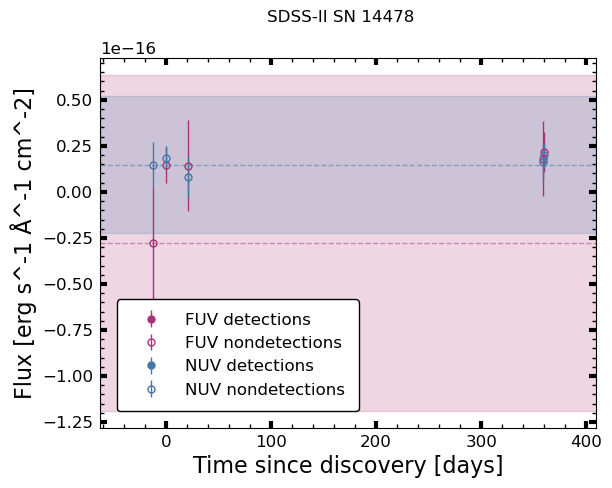 SDSS-II SN 14478
1e−16
Flux [erg s^-1 Å^-1 cm^-2]
0.50
0.25
0.00
−0.25
−0.50
−0.75
−1.00
−1.25
FUV detections
FUV nondetections
NUV detections
NUV nondetections
0 100 200 300 400
Time since discovery [days]